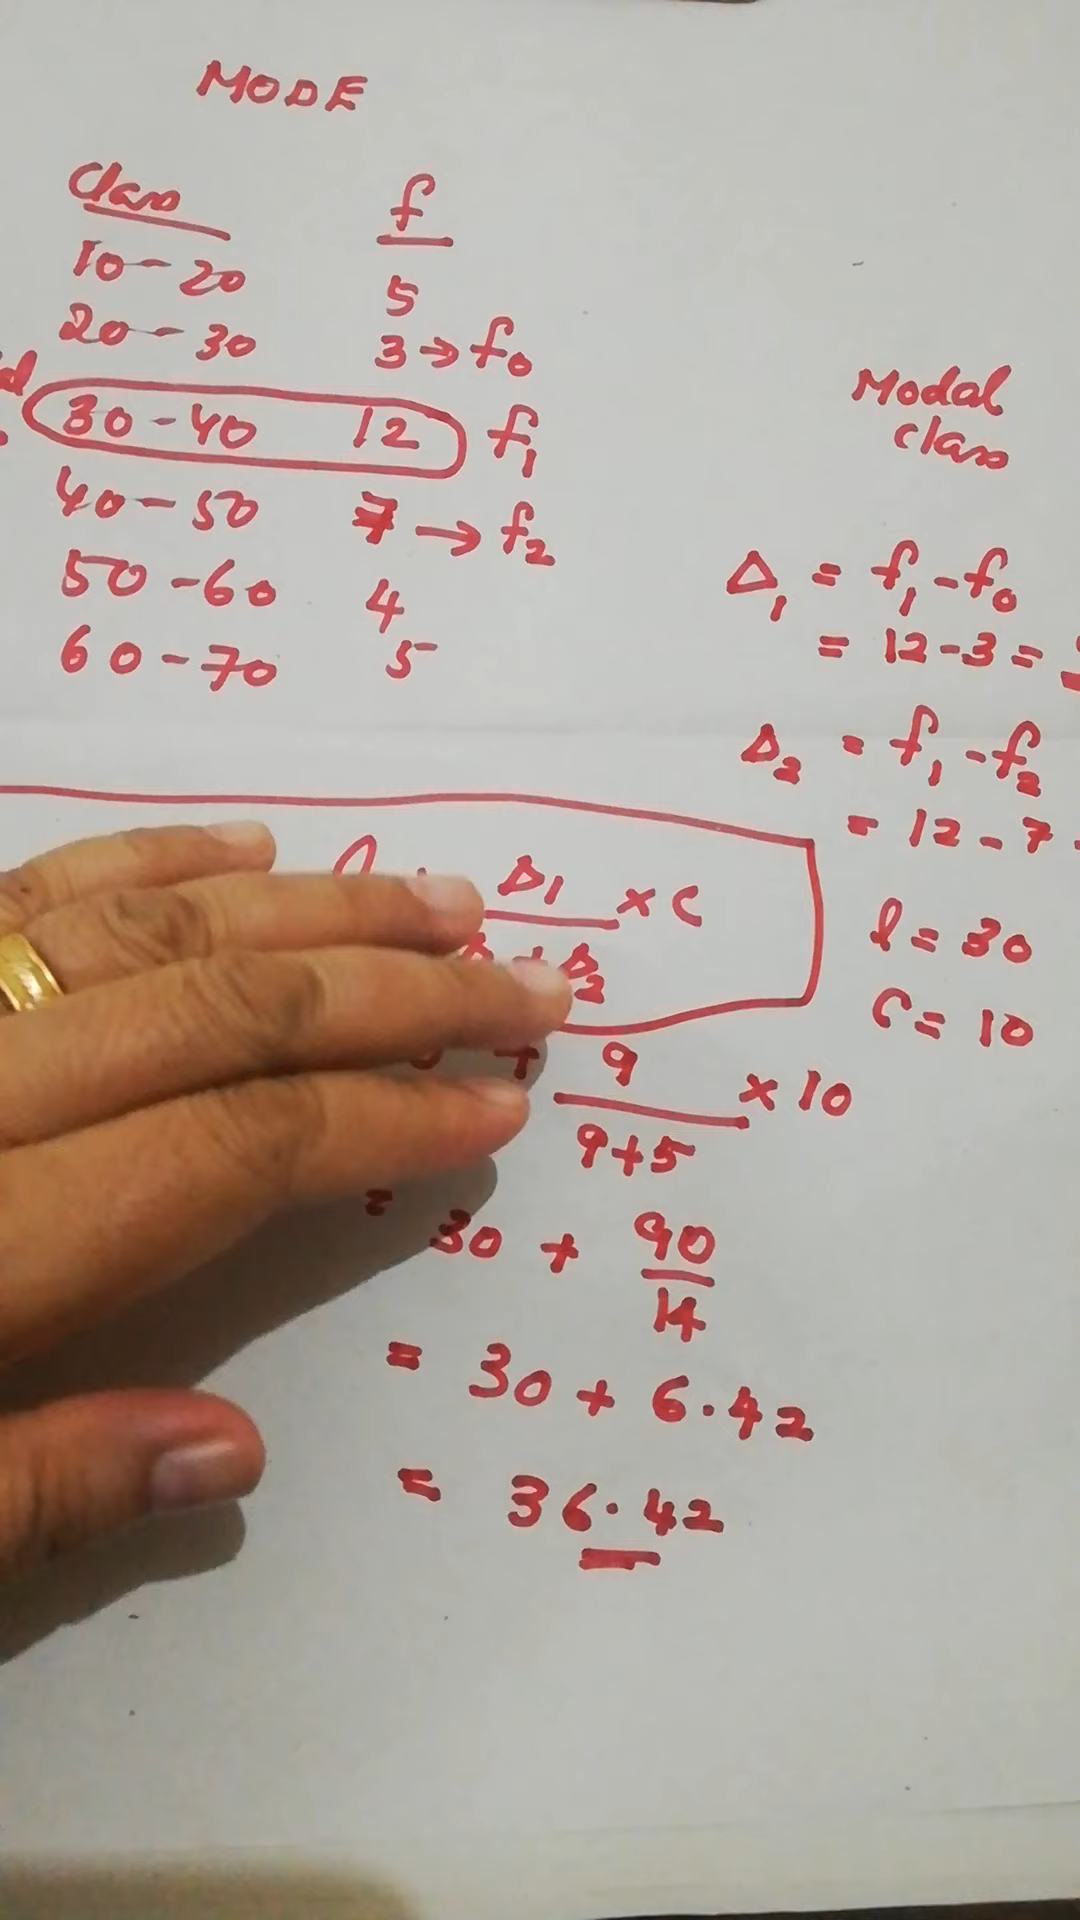 MODE
Class f
10-20 5
20-30 3→f0
30-40 12 f1
40-50 7→f2
50-60 4
60-70 5
Modal
class
Δ1 = f1-f0
= 12-3=
Δ2 = f1-f2
= 12-7
Δ1 × C
+ Δ2
l = 30
C = 10
+ 9 × 10
9+5
= 30 + 90
14
= 30 + 6.42
= 36.42